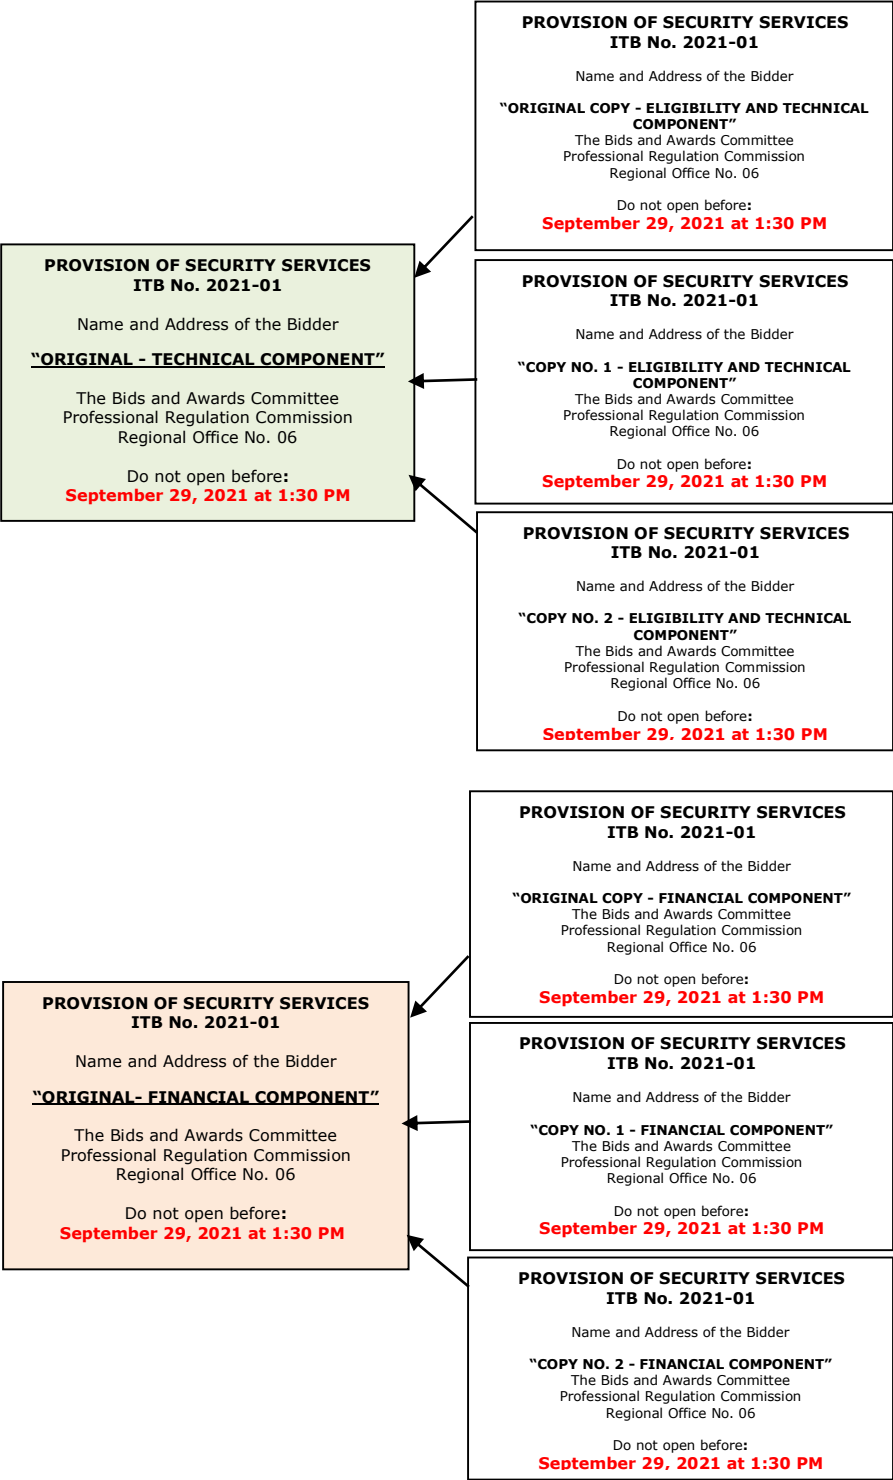 PROVISION OF SECURITY SERVICES
ITB No. 2021-01
Name and Address of the Bidder
“ORIGINAL COPY - ELIGIBILITY AND TECHNICAL
COMPONENT”
The Bids and Awards Committee
Professional Regulation Commission
Regional Office No. 06
Do not open before:
September 29, 2021 at 1:30 PM
PROVISION OF SECURITY SERVICES
ITB No. 2021-01
Name and Address of the Bidder
“ORIGINAL - TECHNICAL COMPONENT”
The Bids and Awards Committee
Professional Regulation Commission
Regional Office No. 06
Do not open before:
September 29, 2021 at 1:30 PM
PROVISION OF SECURITY SERVICES
ITB No. 2021-01
Name and Address of the Bidder
“COPY NO. 1 - ELIGIBILITY AND TECHNICAL
COMPONENT”
The Bids and Awards Committee
Professional Regulation Commission
Regional Office No. 06
Do not open before:
September 29, 2021 at 1:30 PM
PROVISION OF SECURITY SERVICES
ITB No. 2021-01
Name and Address of the Bidder
“COPY NO. 2 - ELIGIBILITY AND TECHNICAL
COMPONENT”
The Bids and Awards Committee
Professional Regulation Commission
Regional Office No. 06
Do not open before:
September 29, 2021 at 1:30 PM
PROVISION OF SECURITY SERVICES
ITB No. 2021-01
Name and Address of the Bidder
“ORIGINAL COPY - FINANCIAL COMPONENT”
The Bids and Awards Committee
Professional Regulation Commission
Regional Office No. 06
Do not open before:
September 29, 2021 at 1:30 PM
PROVISION OF SECURITY SERVICES
ITB No. 2021-01
Name and Address of the Bidder
“ORIGINAL- FINANCIAL COMPONENT”
The Bids and Awards Committee
Professional Regulation Commission
Regional Office No. 06
Do not open before:
September 29, 2021 at 1:30 PM
PROVISION OF SECURITY SERVICES
ITB No. 2021-01
Name and Address of the Bidder
“COPY NO. 1 - FINANCIAL COMPONENT”
The Bids and Awards Committee
Professional Regulation Commission
Regional Office No. 06
Do not open before:
September 29, 2021 at 1:30 PM
PROVISION OF SECURITY SERVICES
ITB No. 2021-01
Name and Address of the Bidder
“COPY NO. 2 - FINANCIAL COMPONENT”
The Bids and Awards Committee
Professional Regulation Commission
Regional Office No. 06
Do not open before:
September 29, 2021 at 1:30 PM